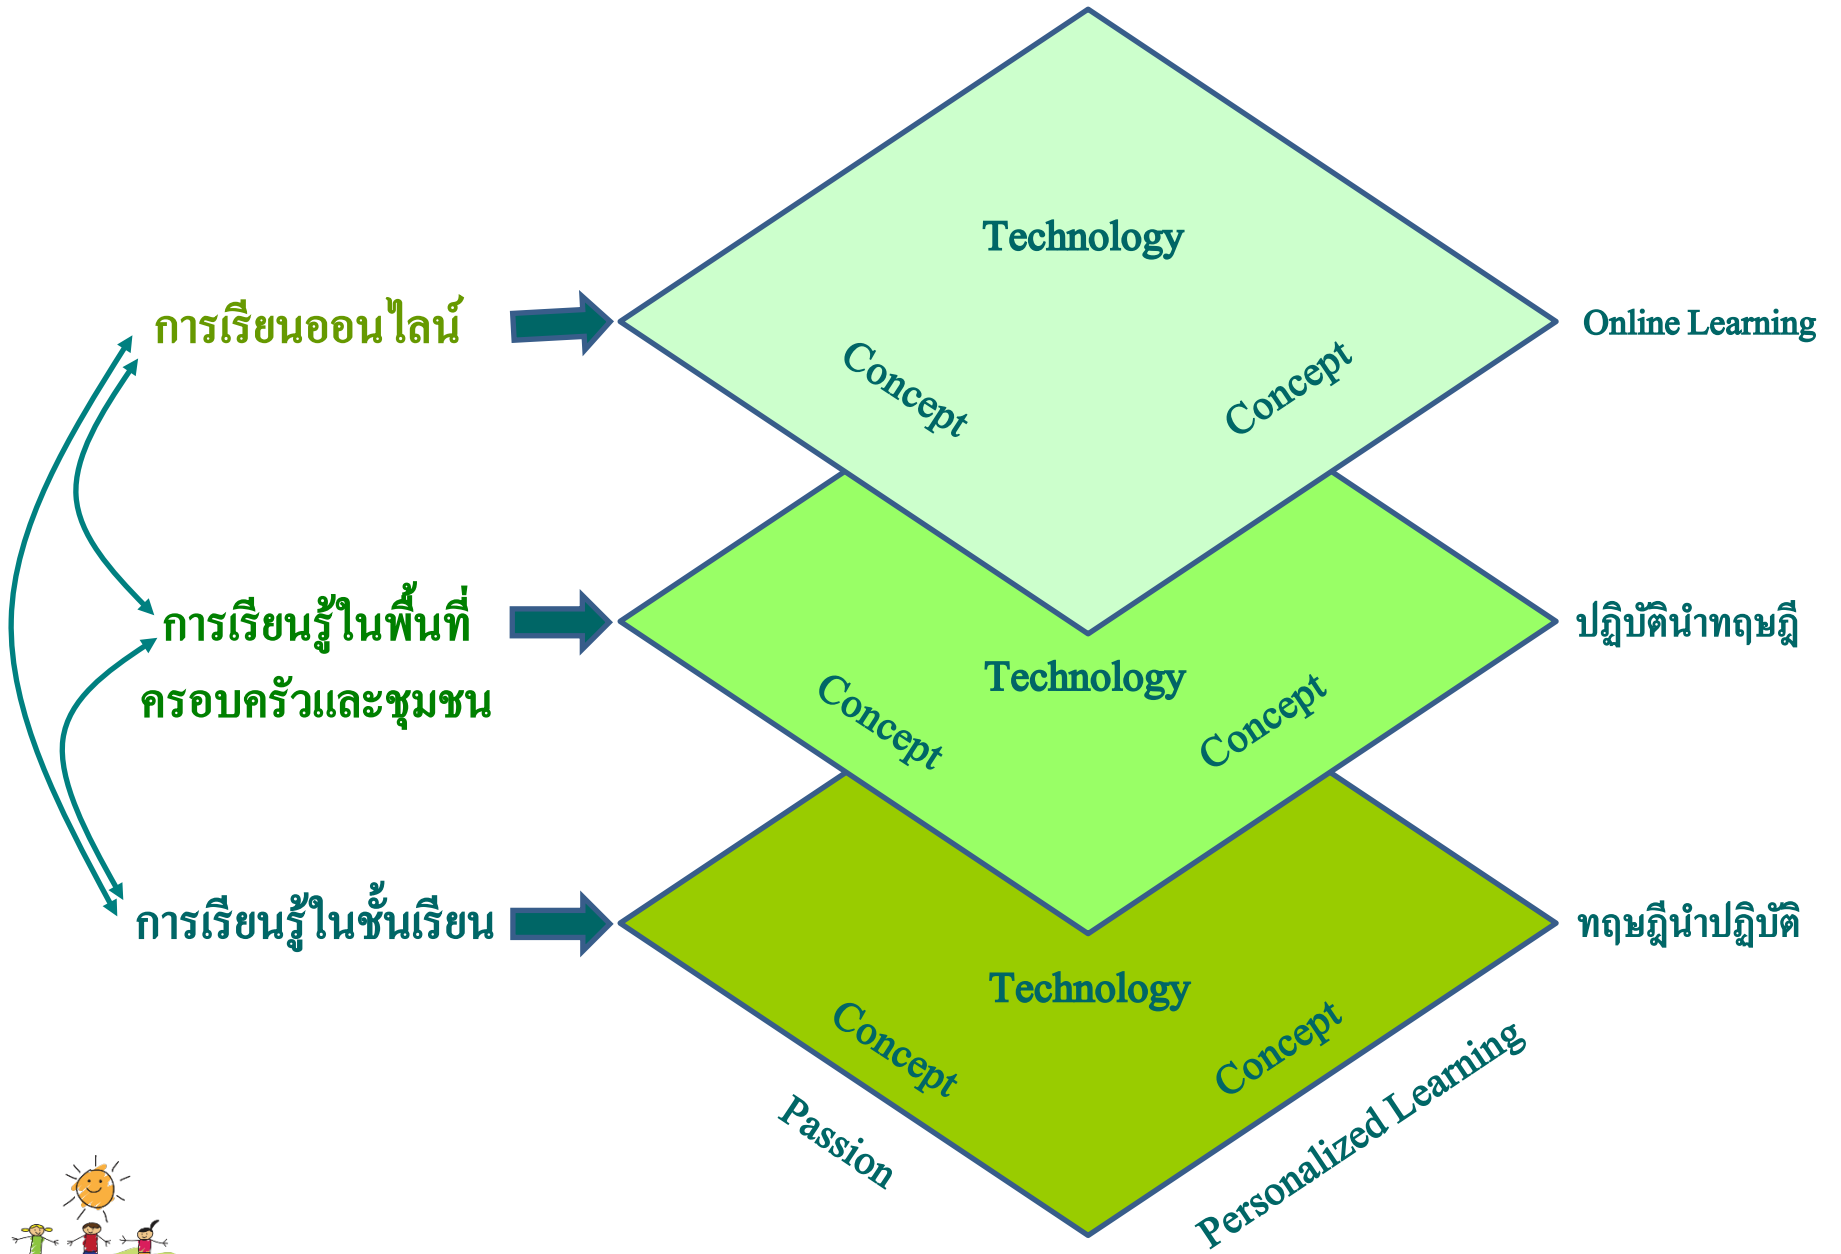 Technology
การเรียนออนไลน์
Online Learning
Concept
Concept
การเรียนรู้ในพื้นที่
ครอบครัวและชุมชน
ปฏิบัตินำทฤษฎี
Technology
Concept
Concept
การเรียนรู้ในชั้นเรียน
ทฤษฎีนำปฏิบัติ
Technology
Concept
Concept
Passion
Personalized Learning